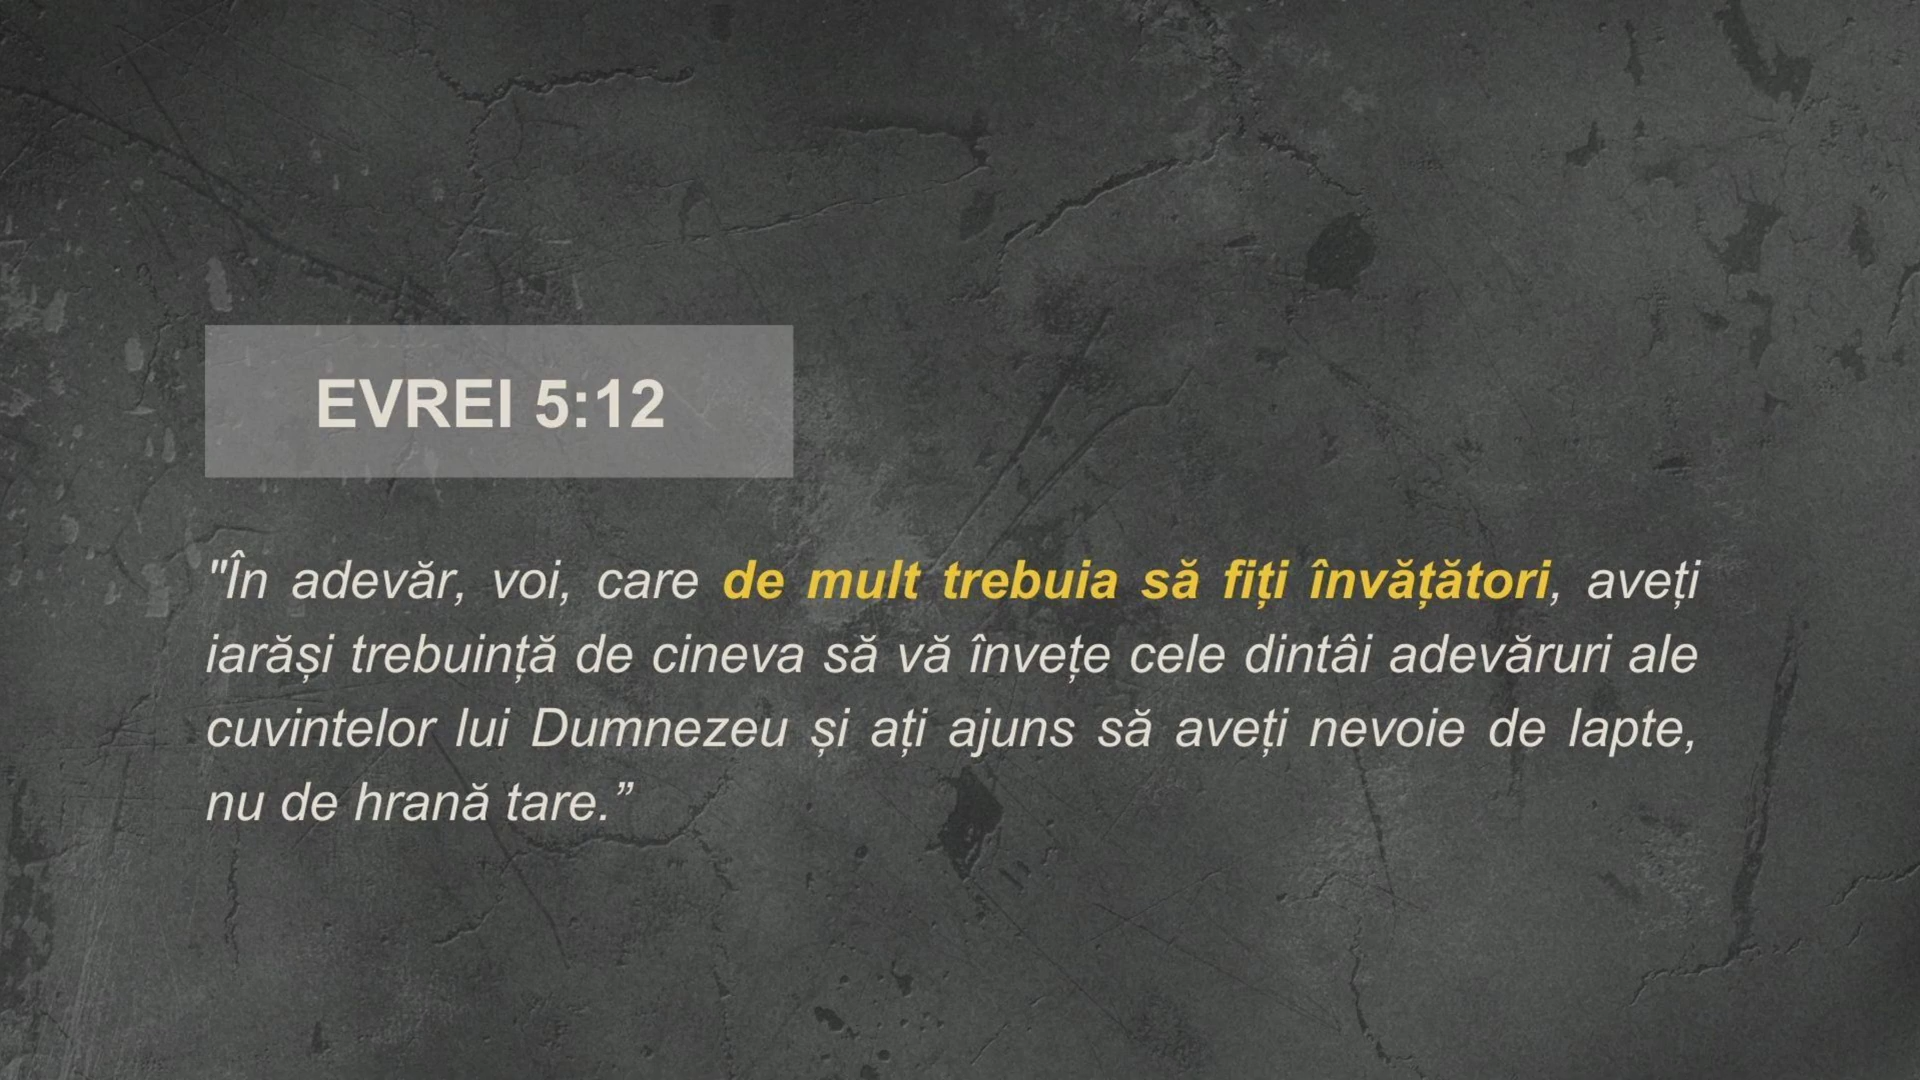 EVREI 5:12
"În adevăr, voi, care de mult trebuia să fiți învățători, aveți
iarăși trebuință de cineva să vă învețe cele dintâi adevăruri ale
cuvintelor lui Dumnezeu și ați ajuns să aveți nevoie de lapte,
nu de hrană tare.”